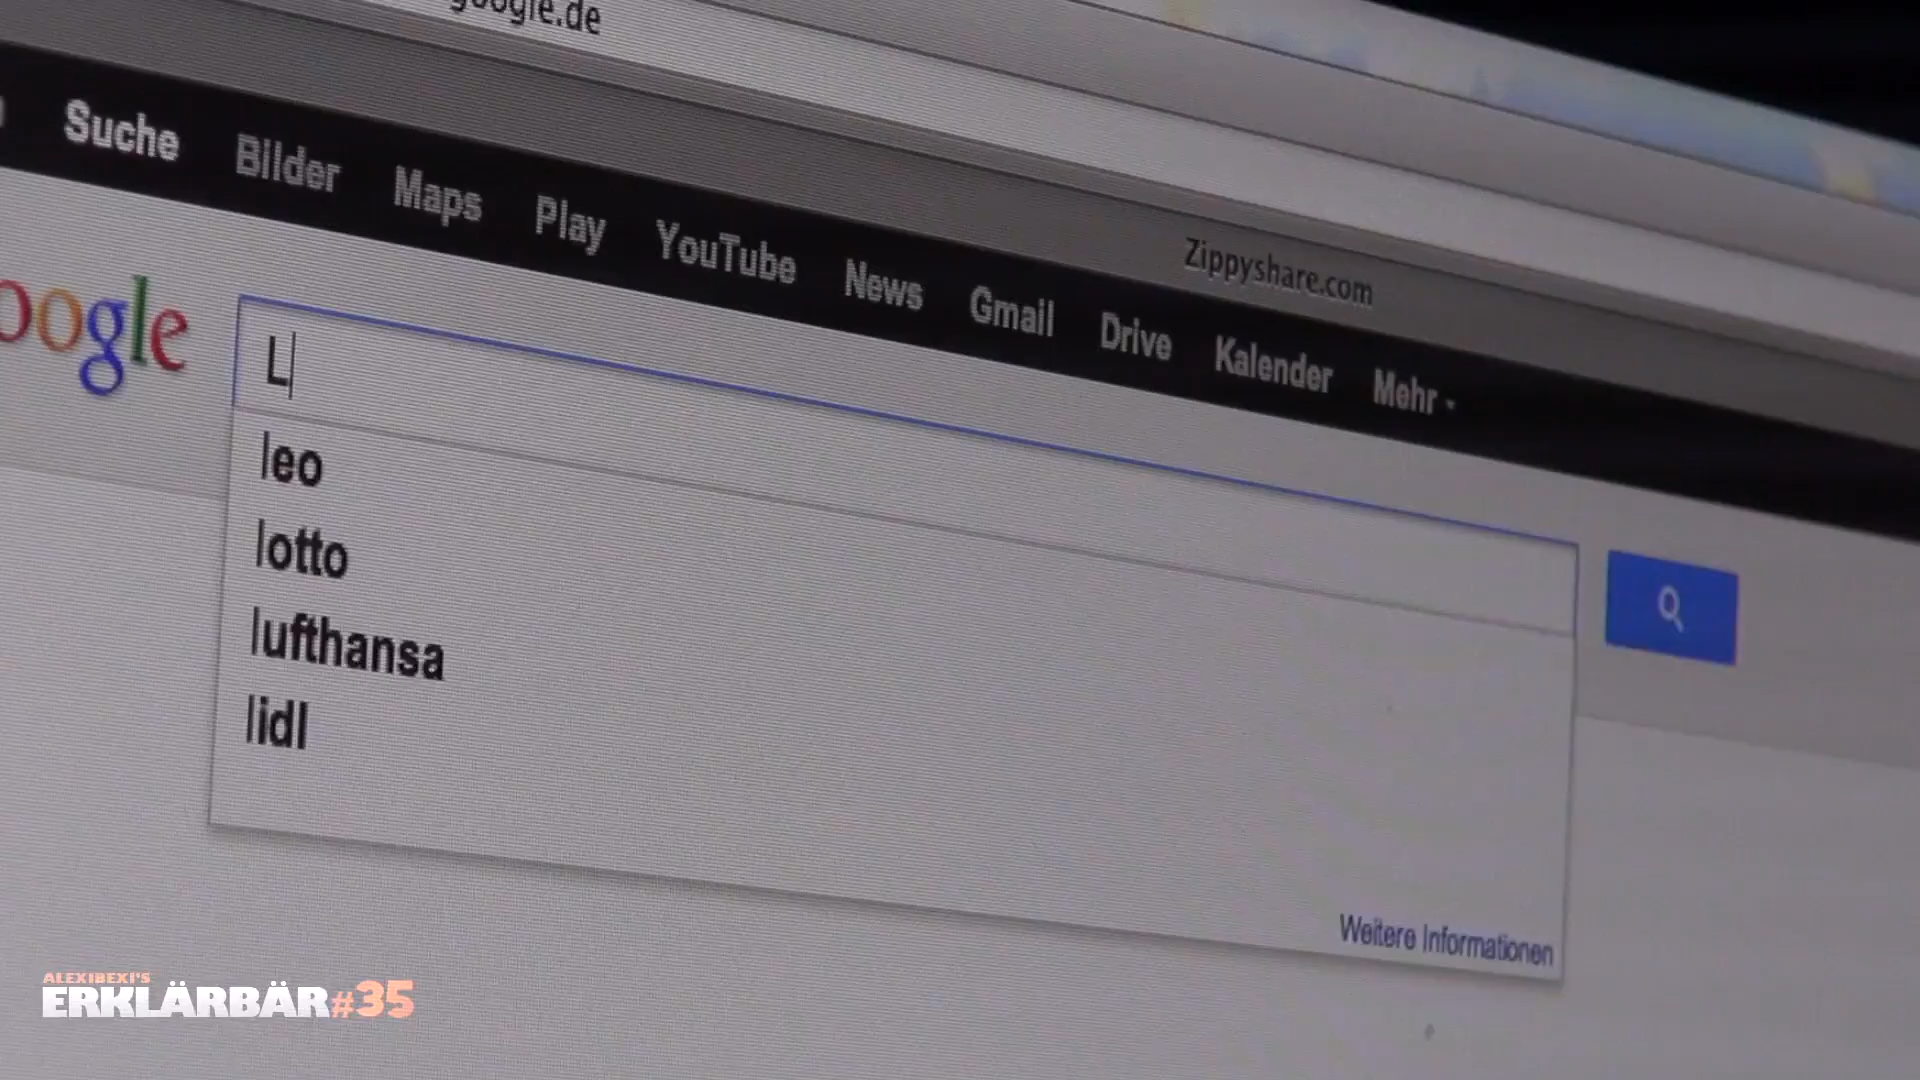 google.de
Zippyshare.com
Suche Bilder Maps Play YouTube News Gmail Drive Kalender Mehr
oogle
L
leo
lotto
lufthansa
lidl
Weitere Informationen
ALEXIBEXI'S
ERKLÄRBÄR#35